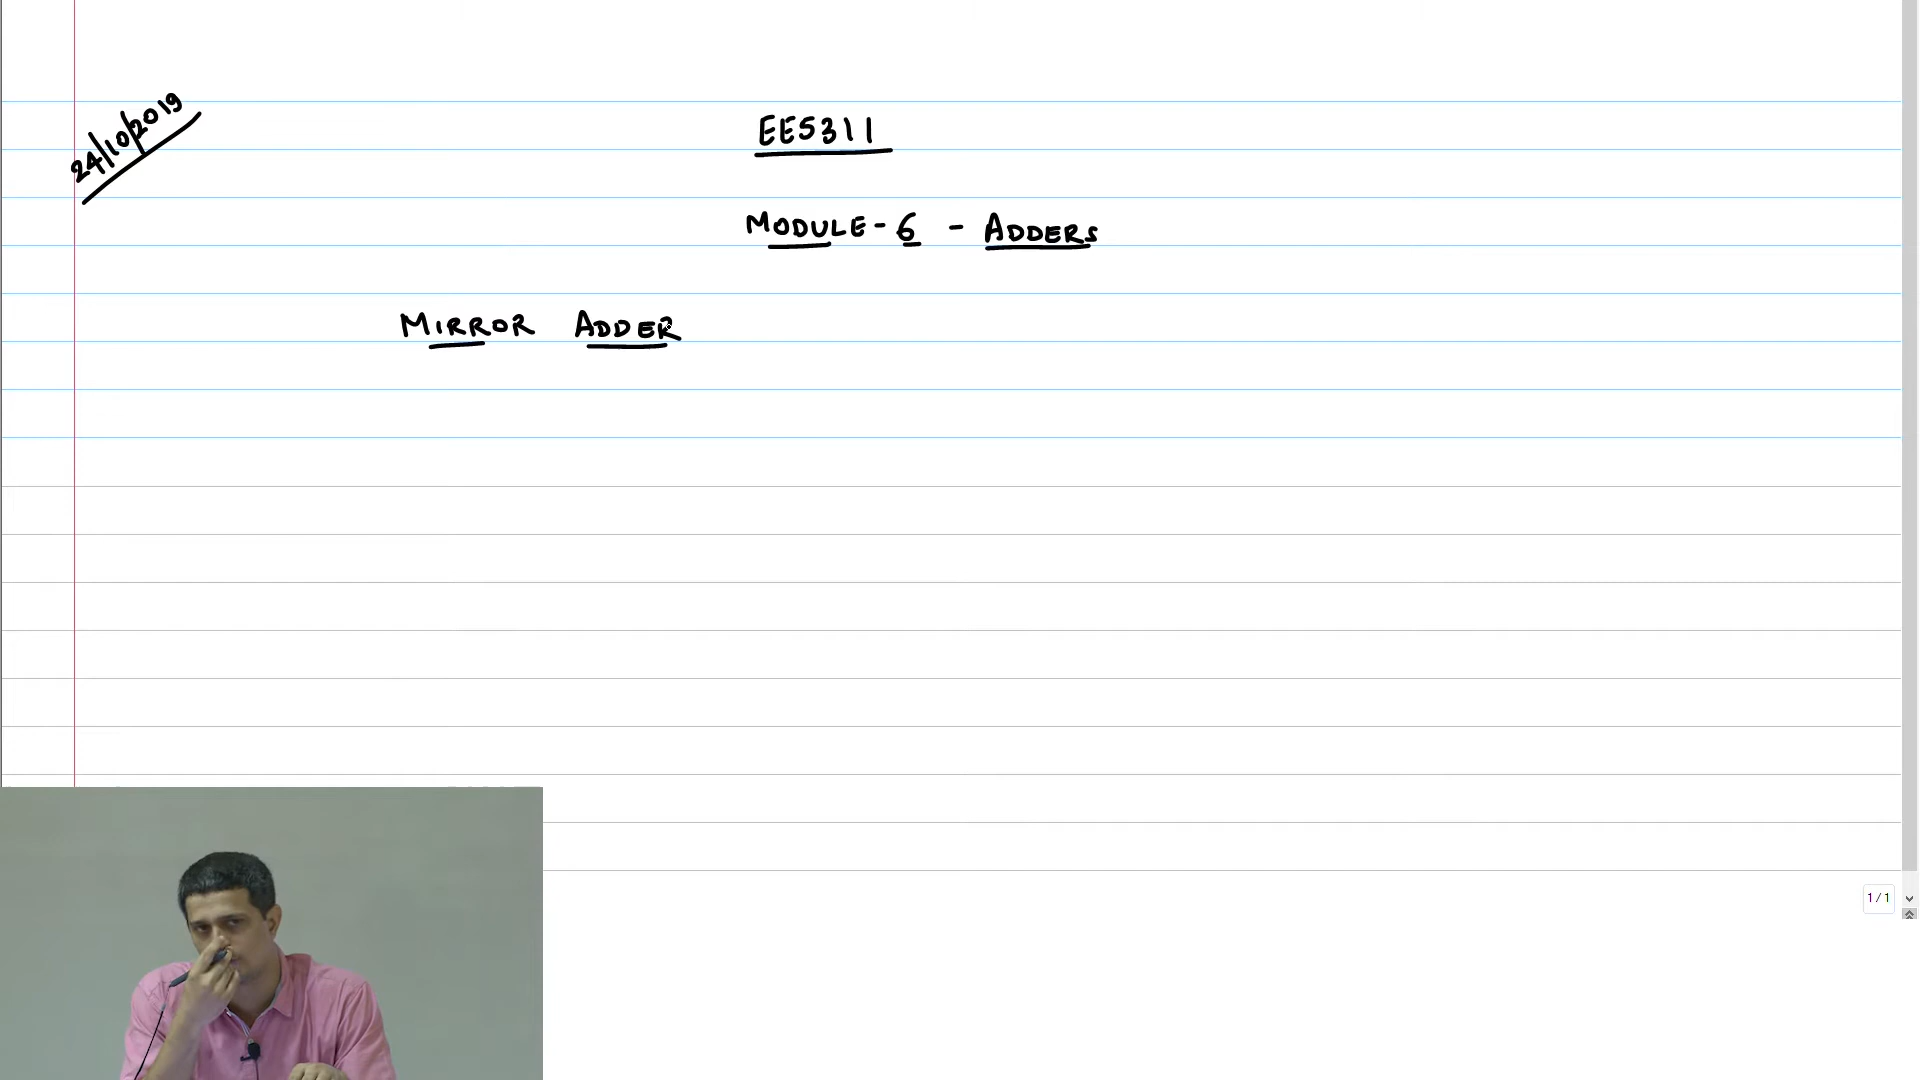 24/10/2019
EE5311
MODULE-6 - ADDERS
MIRROR ADDER
1/1